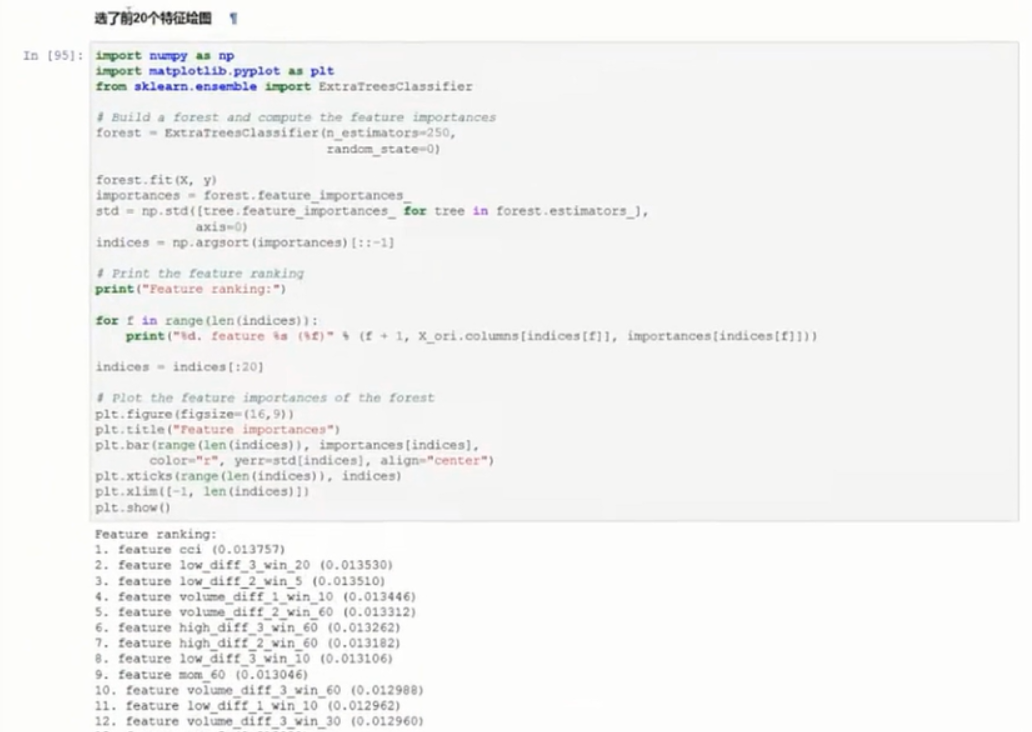 选了前20个特征绘图 ¶
In [95]:
import numpy as np
import matplotlib.pyplot as plt
from sklearn.ensemble import ExtraTreesClassifier
# Build a forest and compute the feature importances
forest = ExtraTreesClassifier(n_estimators=250,
random_state=0)
forest.fit(X, y)
importances = forest.feature_importances_
std = np.std([tree.feature_importances_ for tree in forest.estimators_],
axis=0)
indices = np.argsort(importances)[::-1]
# Print the feature ranking
print("Feature ranking:")
for f in range(len(indices)):
print("%d. feature %s (%f)" % (f + 1, X_ori.columns[indices[f]], importances[indices[f]]))
indices = indices[:20]
# Plot the feature importances of the forest
plt.figure(figsize=(16,9))
plt.title("Feature importances")
plt.bar(range(len(indices)), importances[indices],
color="r", yerr=std[indices], align="center")
plt.xticks(range(len(indices)), indices)
plt.xlim([-1, len(indices)])
plt.show()
Feature ranking:
1. feature cci (0.013757)
2. feature low_diff_3_win_20 (0.013530)
3. feature low_diff_2_win_5 (0.013510)
4. feature volume_diff_1_win_10 (0.013446)
5. feature volume_diff_2_win_60 (0.013312)
6. feature high_diff_3_win_60 (0.013262)
7. feature high_diff_2_win_60 (0.013182)
8. feature low_diff_3_win_10 (0.013106)
9. feature mom_60 (0.013046)
10. feature volume_diff_3_win_60 (0.012988)
11. feature low_diff_1_win_10 (0.012962)
12. feature volume_diff_3_win_30 (0.012960)